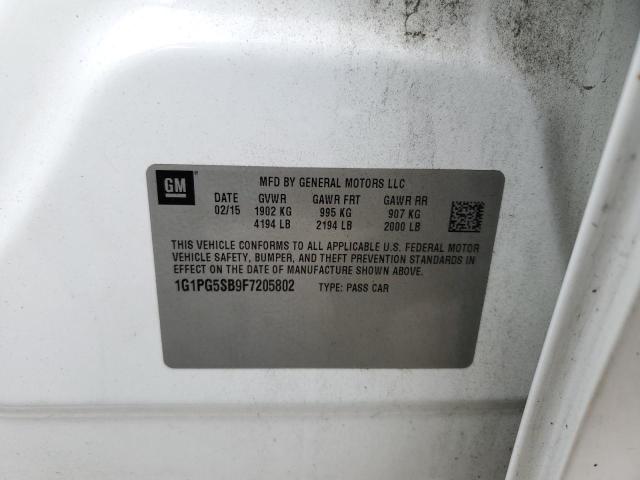 GM
MFD BY GENERAL MOTORS LLC
DATE GVWR GAWR FRT GAWR RR
02/15 1902 KG 995 KG 907 KG
4194 LB 2194 LB 2000 LB
THIS VEHICLE CONFORMS TO ALL APPLICABLE U.S. FEDERAL MOTOR
VEHICLE SAFETY, BUMPER, AND THEFT PREVENTION STANDARDS IN
EFFECT ON THE DATE OF MANUFACTURE SHOWN ABOVE.
1G1PG5SB9F7205802 TYPE: PASS CAR